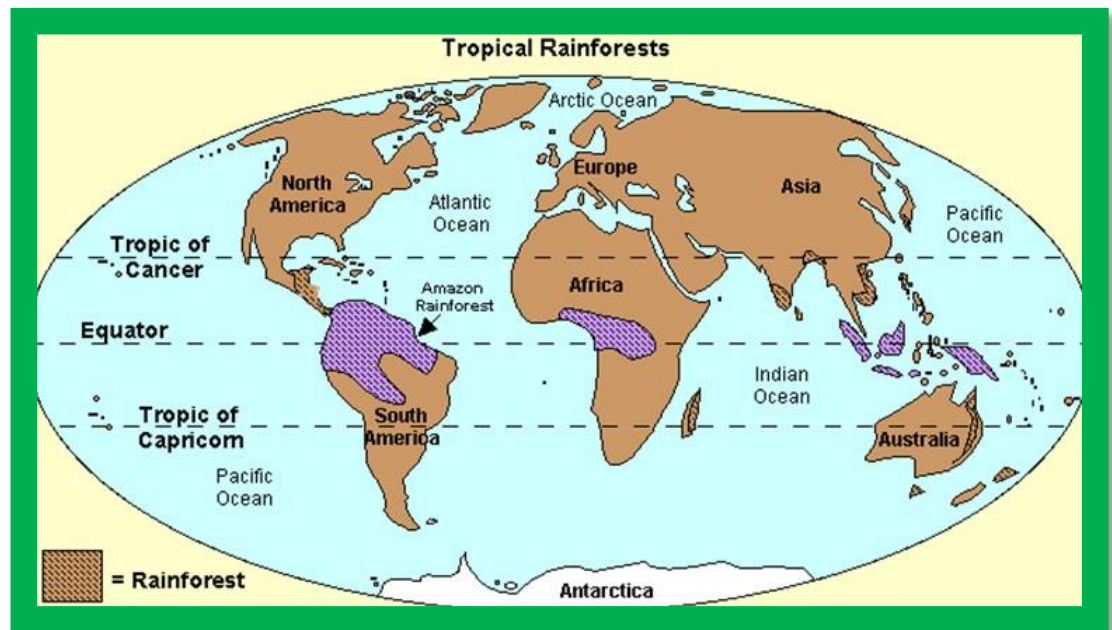 Tropical Rainforests
Arctic Ocean
North
America
Europe
Asia
Atlantic
Ocean
Pacific
Ocean
Tropic of
Cancer
Africa
Amazon
Rainforest
Equator
Indian
Ocean
Tropic of
Capricorn
South
America
Australia
Pacific
Ocean
= Rainforest
Antarctica